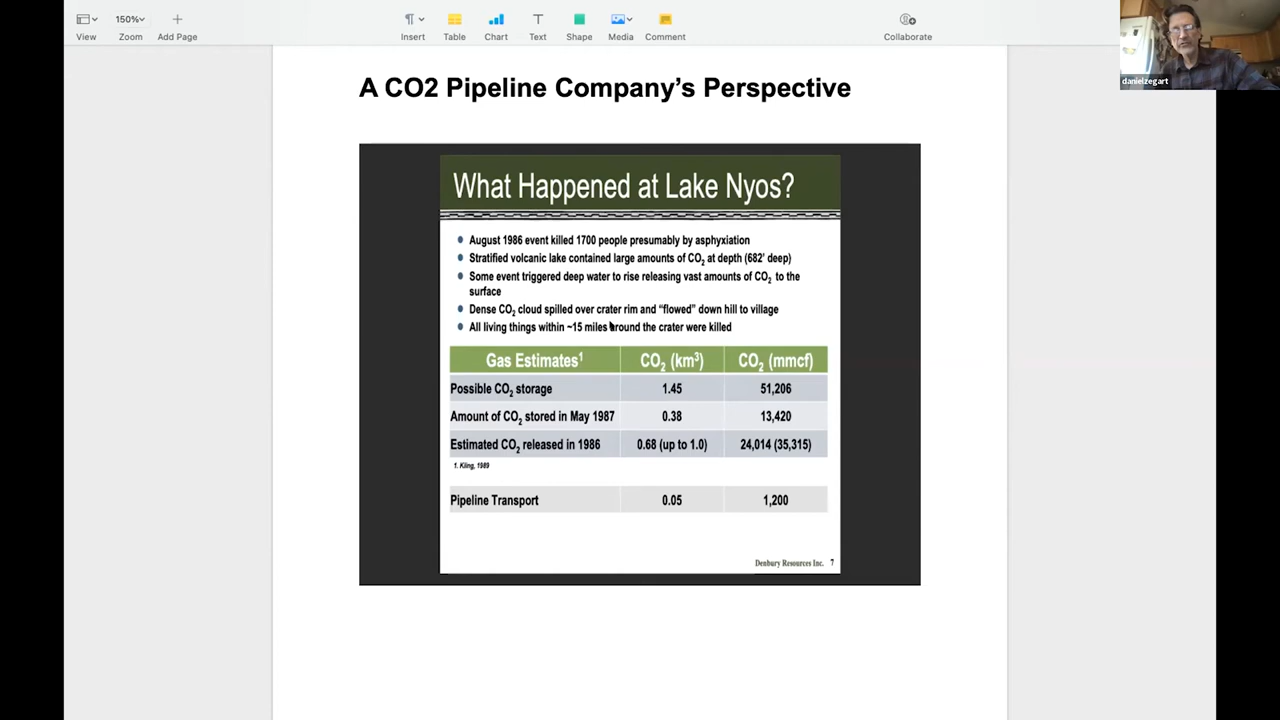 150%
View
Zoom
Add Page
Insert
Table
Chart
Text
Shape
Media
Comment
Collaborate
danielzegart
A CO2 Pipeline Company's Perspective
What Happened at Lake Nyos?
August 1986 event killed 1700 people presumably by asphyxiation
Stratified volcanic lake contained large amounts of CO2 at depth (682' deep)
Some event triggered deep water to rise releasing vast amounts of CO2 to the
surface
Dense CO2 cloud spilled over crater rim and "flowed" down hill to village
All living things within ~15 miles around the crater were killed
Gas Estimates1 CO2 (km3) CO2 (mmcf)
Possible CO2 storage 1.45 51,206
Amount of CO2 stored in May 1987 0.38 13,420
Estimated CO2 released in 1986 0.68 (up to 1.0) 24,014 (35,315)
1. Kling, 1989
Pipeline Transport 0.05 1,200
Denbury Resources Inc. 7